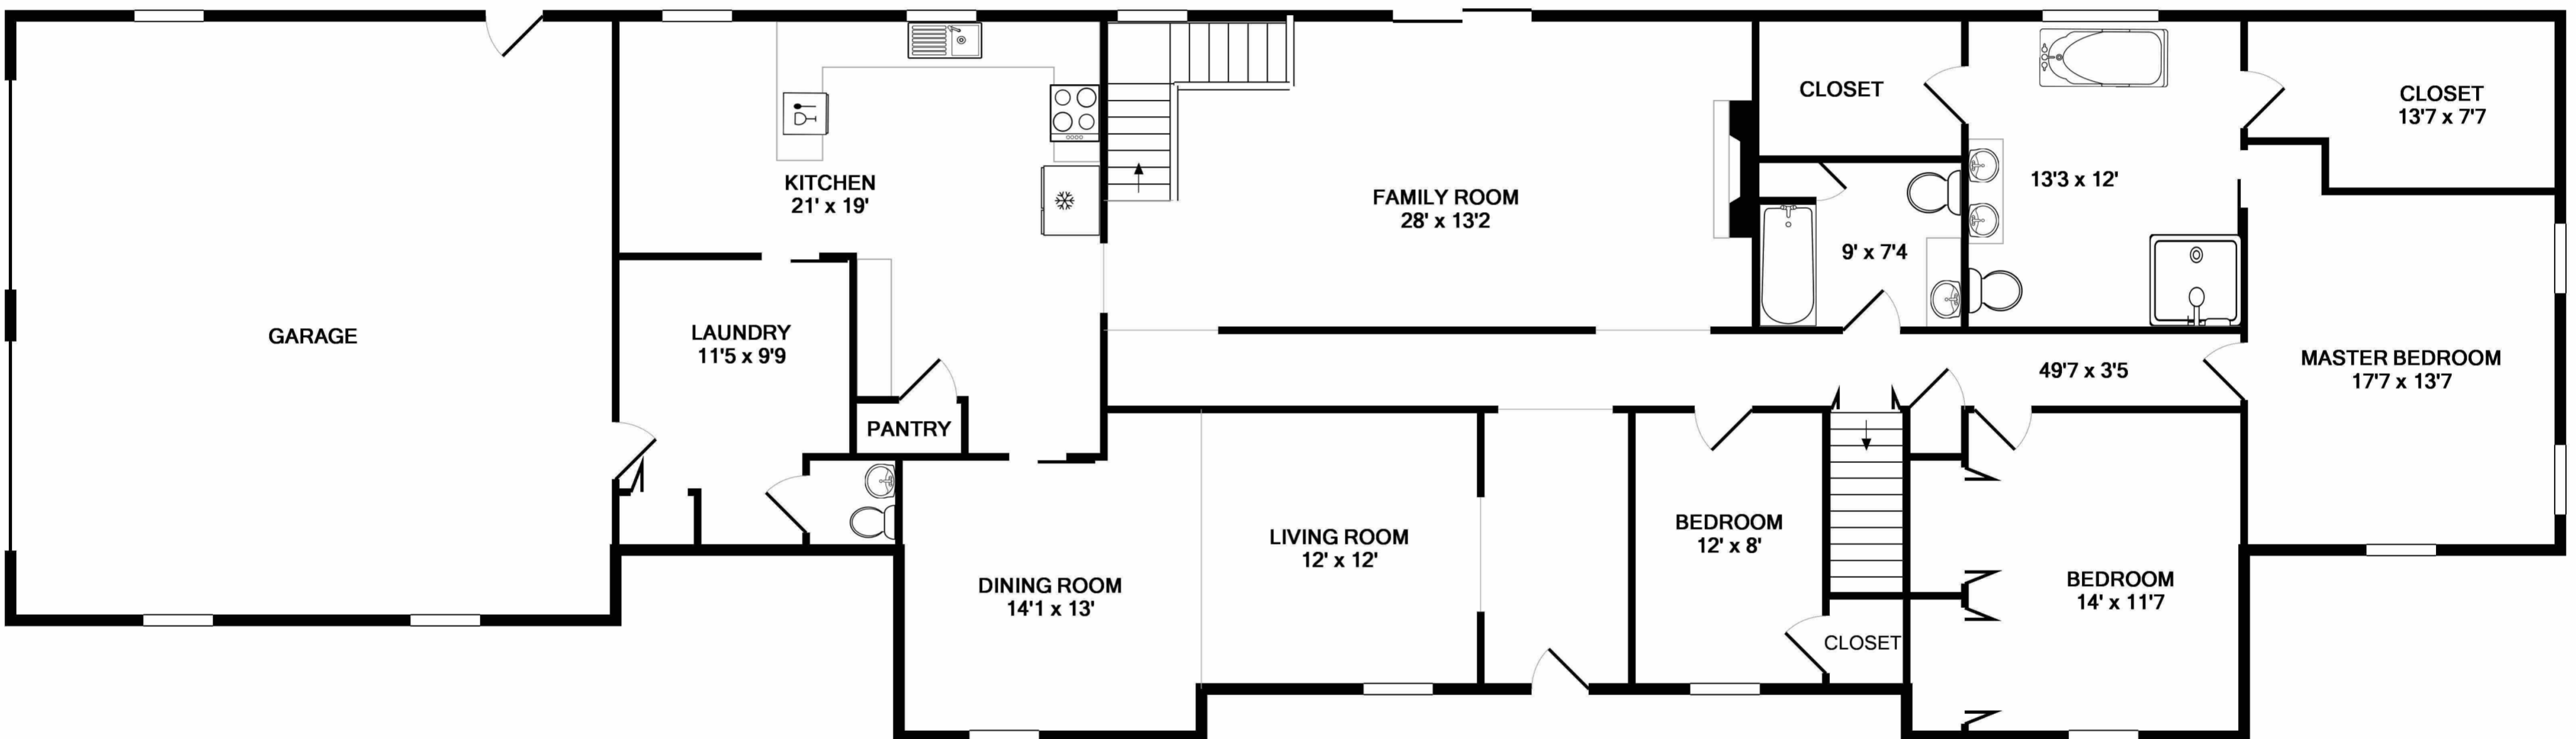 CLOSET
CLOSET
13'7 x 7'7
KITCHEN
21' x 19'
FAMILY ROOM
28' x 13'2
13'3 x 12'
9' x 7'4
GARAGE
LAUNDRY
11'5 x 9'9
MASTER BEDROOM
17'7 x 13'7
49'7 x 3'5
PANTRY
LIVING ROOM
12' x 12'
BEDROOM
12' x 8'
DINING ROOM
14'1 x 13'
BEDROOM
14' x 11'7
CLOSET